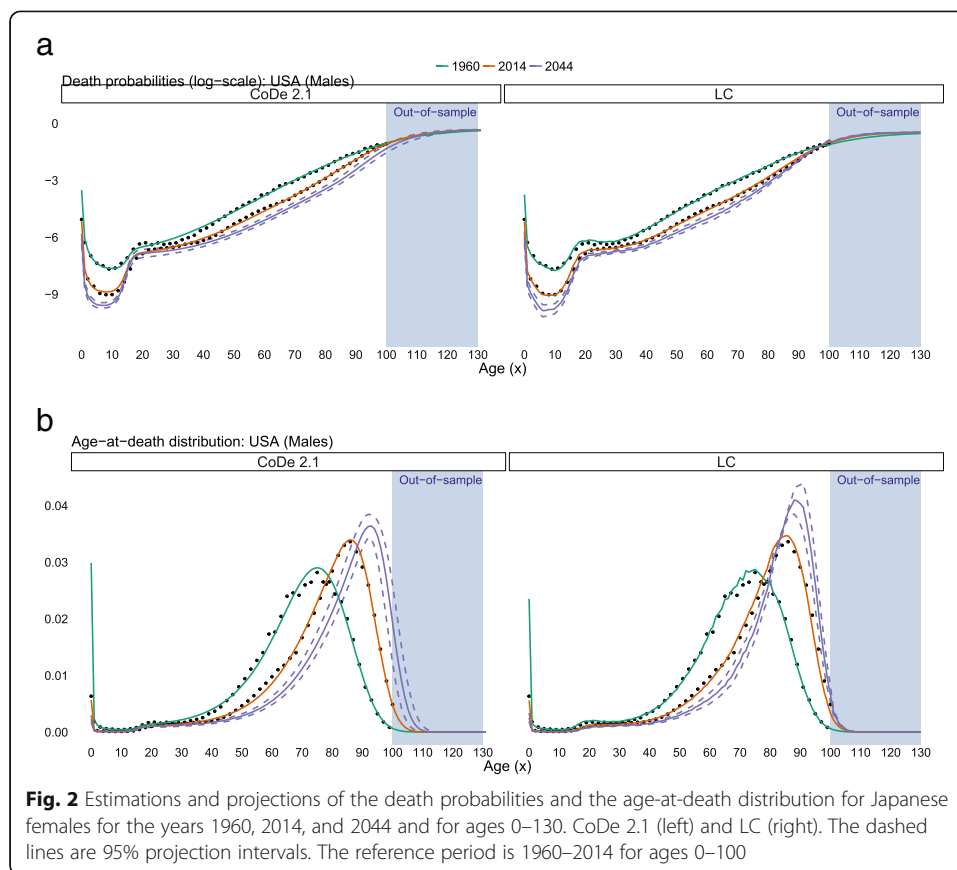 a
1960 2014 2044
Death probabilities (log−scale): USA (Males)
CoDe 2.1 LC
Out−of−sample Out−of−sample
0
−3
−6
−9
0 10 20 30 40 50 60 70 80 90 100 110 120 130 0 10 20 30 40 50 60 70 80 90 100 110 120 130
Age (x)
b
Age−at−death distribution: USA (Males)
CoDe 2.1 LC
Out−of−sample Out−of−sample
0.04
0.03
0.02
0.01
0.00
0 10 20 30 40 50 60 70 80 90 100 110 120 130 0 10 20 30 40 50 60 70 80 90 100 110 120 130
Age (x)
Fig. 2 Estimations and projections of the death probabilities and the age-at-death distribution for Japanese
females for the years 1960, 2014, and 2044 and for ages 0–130. CoDe 2.1 (left) and LC (right). The dashed
lines are 95% projection intervals. The reference period is 1960–2014 for ages 0–100